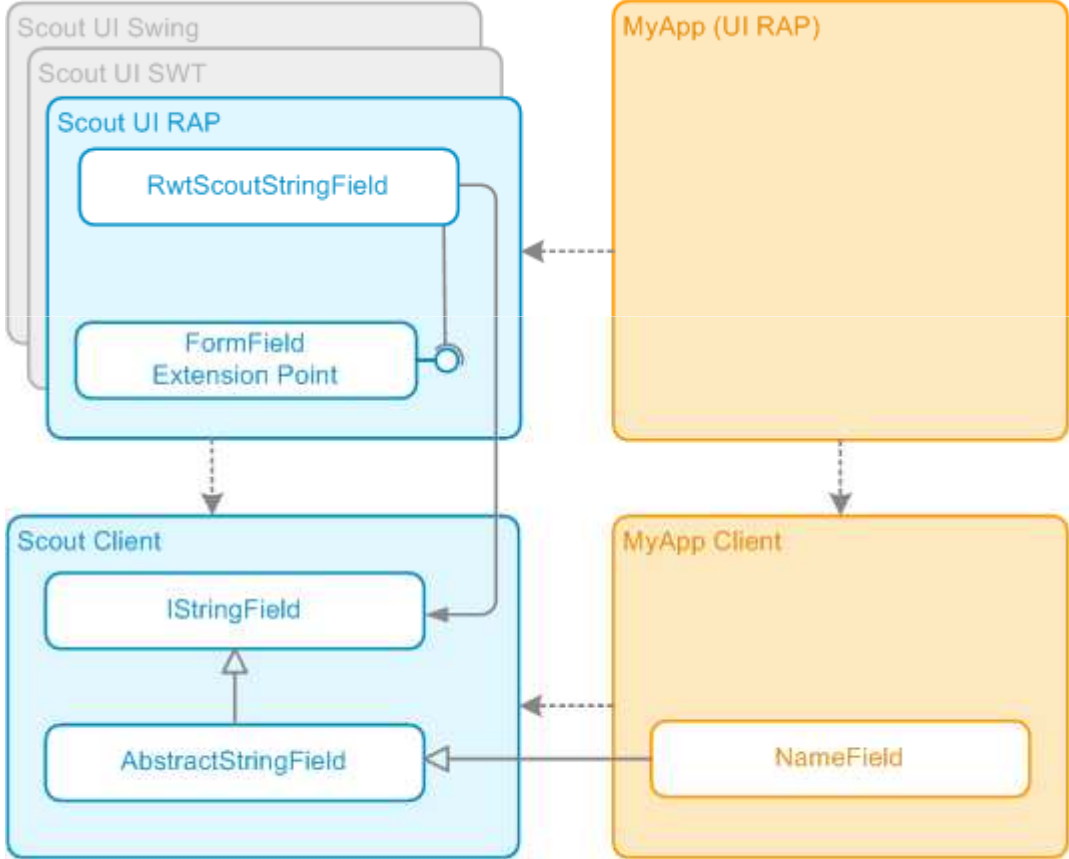 Scout UI Swing
Scout UI SWT
Scout UI RAP
RwtScoutStringField
FormField
Extension Point
MyApp (UI RAP)
Scout Client
IStringField
AbstractStringField
MyApp Client
NameField